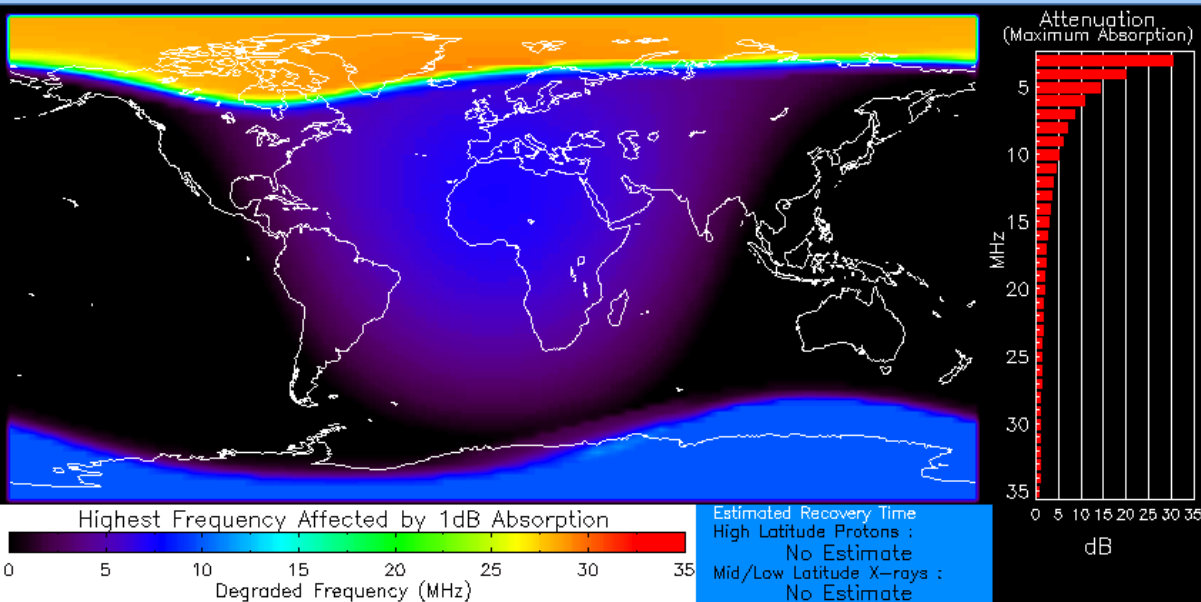 Attenuation
(Maximum Absorption)
5
10
15
20
25
30
35
MHz
0 5 10 15 20 25 30 35
dB
Highest Frequency Affected by 1dB Absorption
0 5 10 15 20 25 30 35
Degraded Frequency (MHz)
Estimated Recovery Time
High Latitude Protons :
No Estimate
Mid/Low Latitude X-rays :
No Estimate